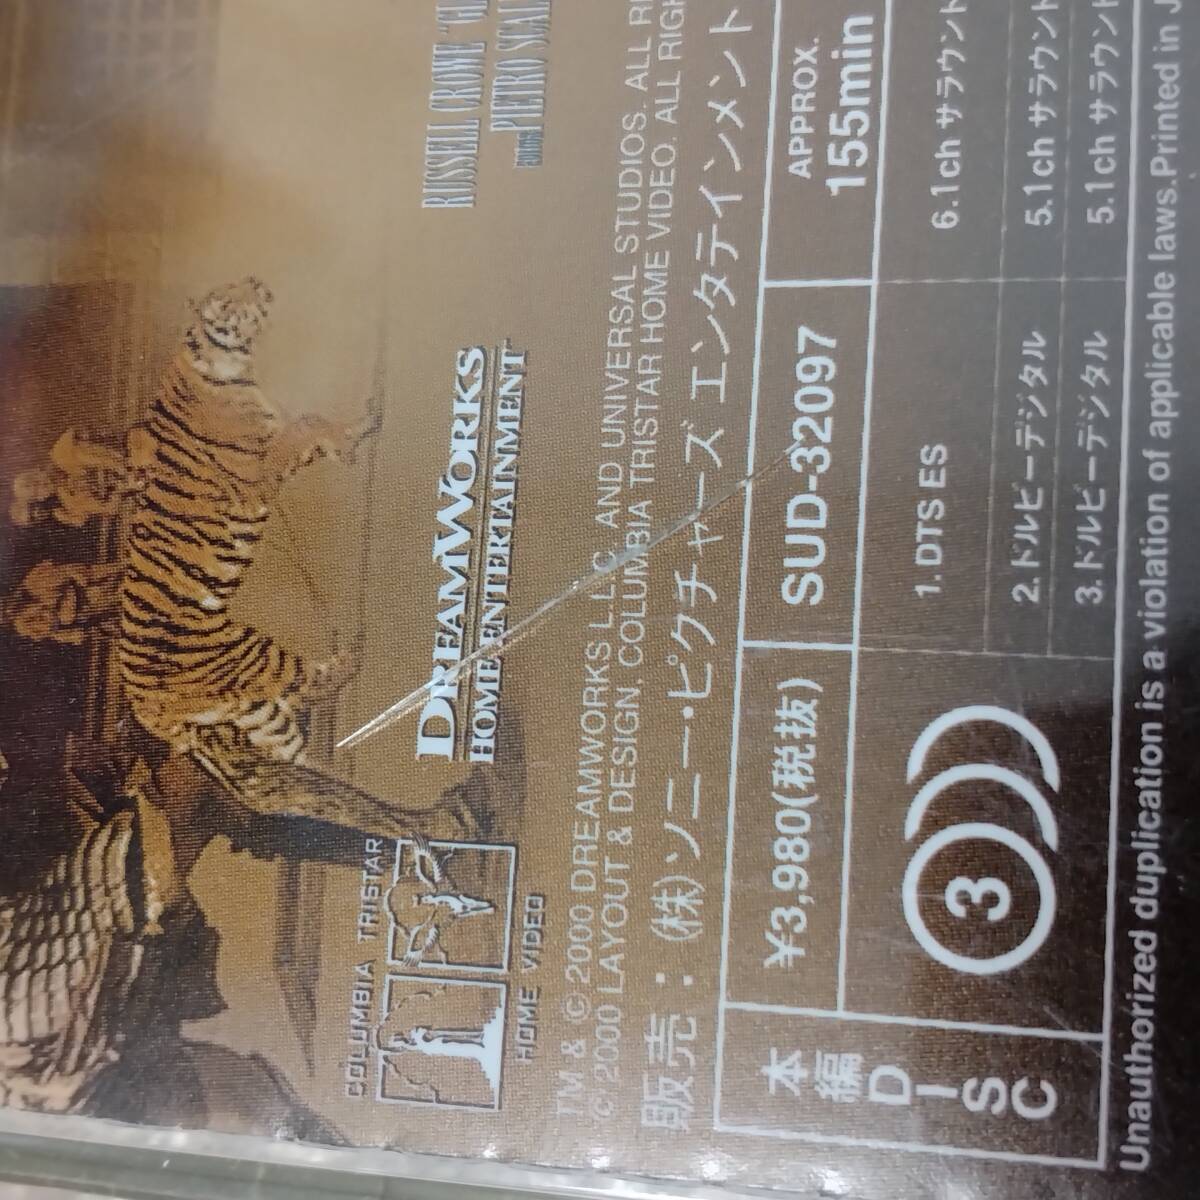 RUSSELL CROWE
PIETRO SCAL
COLUMBIA TRISTAR
HOME VIDEO
DREAMWORKS
HOME ENTERTAINMENT
TM & © 2000 DREAMWORKS L.L.C. AND UNIVERSAL STUDIOS. ALL RI
© 2000 LAYOUT & DESIGN, COLUMBIA TRISTAR HOME VIDEO. ALL RIGH
販売：(株)ソニー・ピクチャーズ エンタテインメント
本編DISC
¥3,980(税抜)
SUD-32097
APPROX.
155min
3
1. DTS ES 6.1ch サラウンド
2. ドルビーデジタル 5.1ch サラウンド
3. ドルビーデジタル 5.1ch サラウンド
Unauthorized duplication is a violation of applicable laws.Printed in J